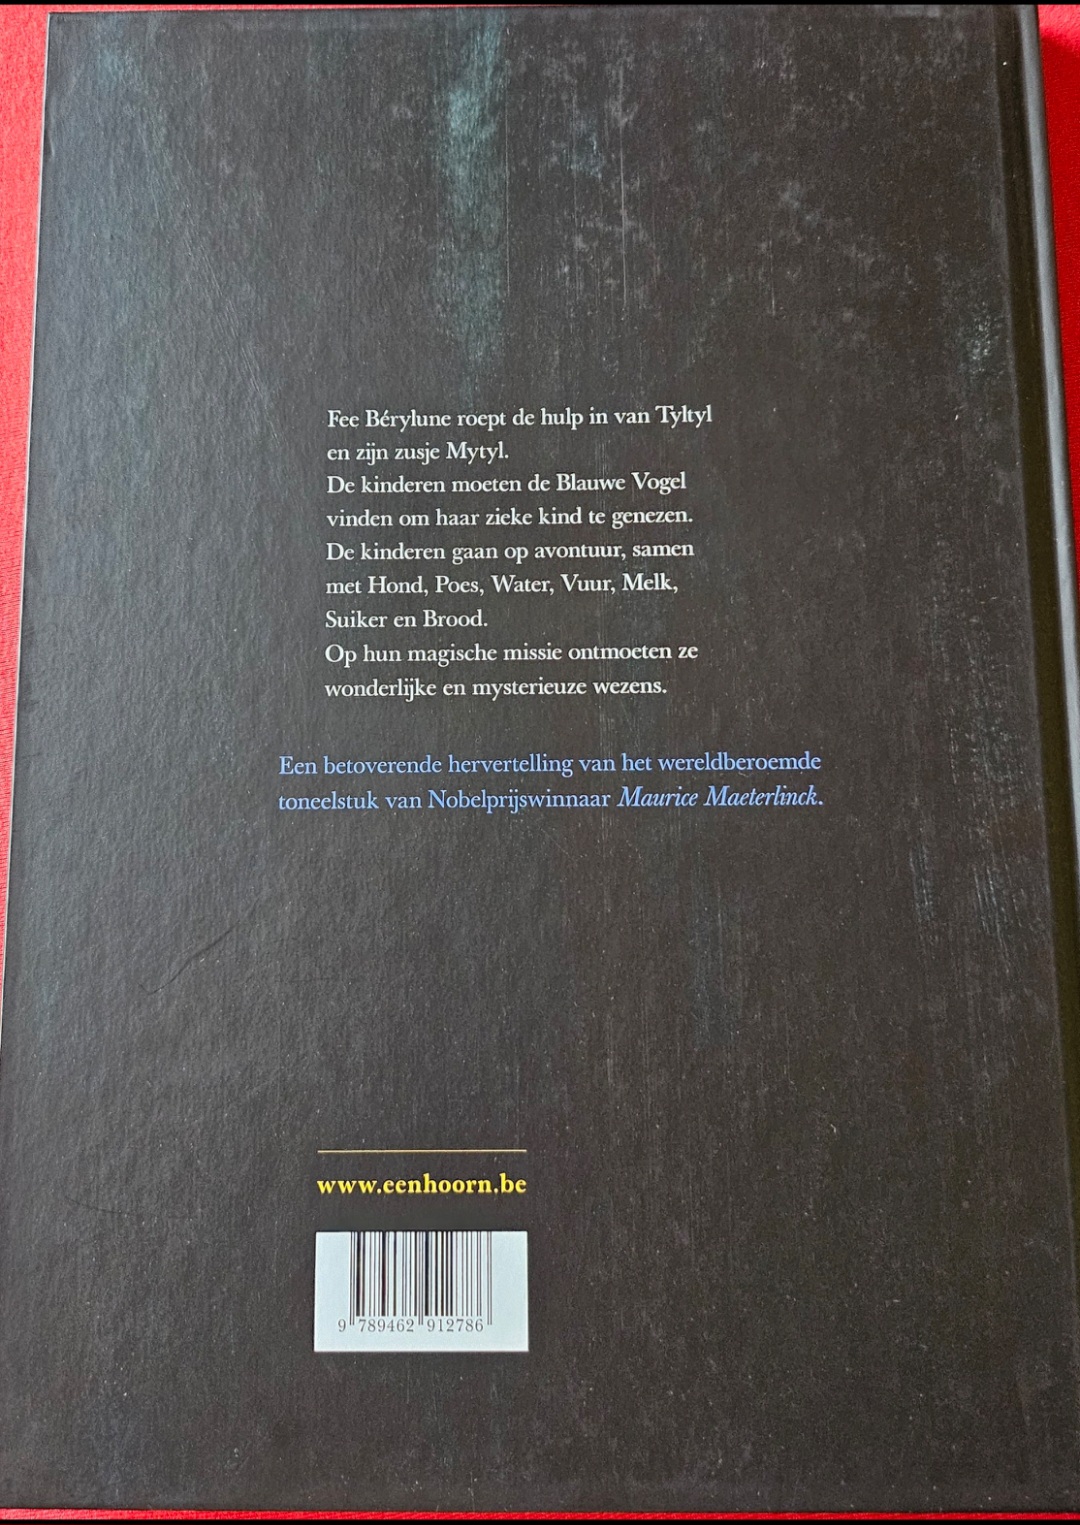 Fee Bérylune roept de hulp in van Tyltyl
en zijn zusje Mytyl.
De kinderen moeten de Blauwe Vogel
vinden om haar zieke kind te genezen.
De kinderen gaan op avontuur, samen
met Hond, Poes, Water, Vuur, Melk,
Suiker en Brood.
Op hun magische missie ontmoeten ze
wonderlijke en mysterieuze wezens.
Een betoverende hervertelling van het wereldberoemde
toneelstuk van Nobelprijswinnaar Maurice Maeterlinck.
www.eenhoorn.be
9 789462 912786